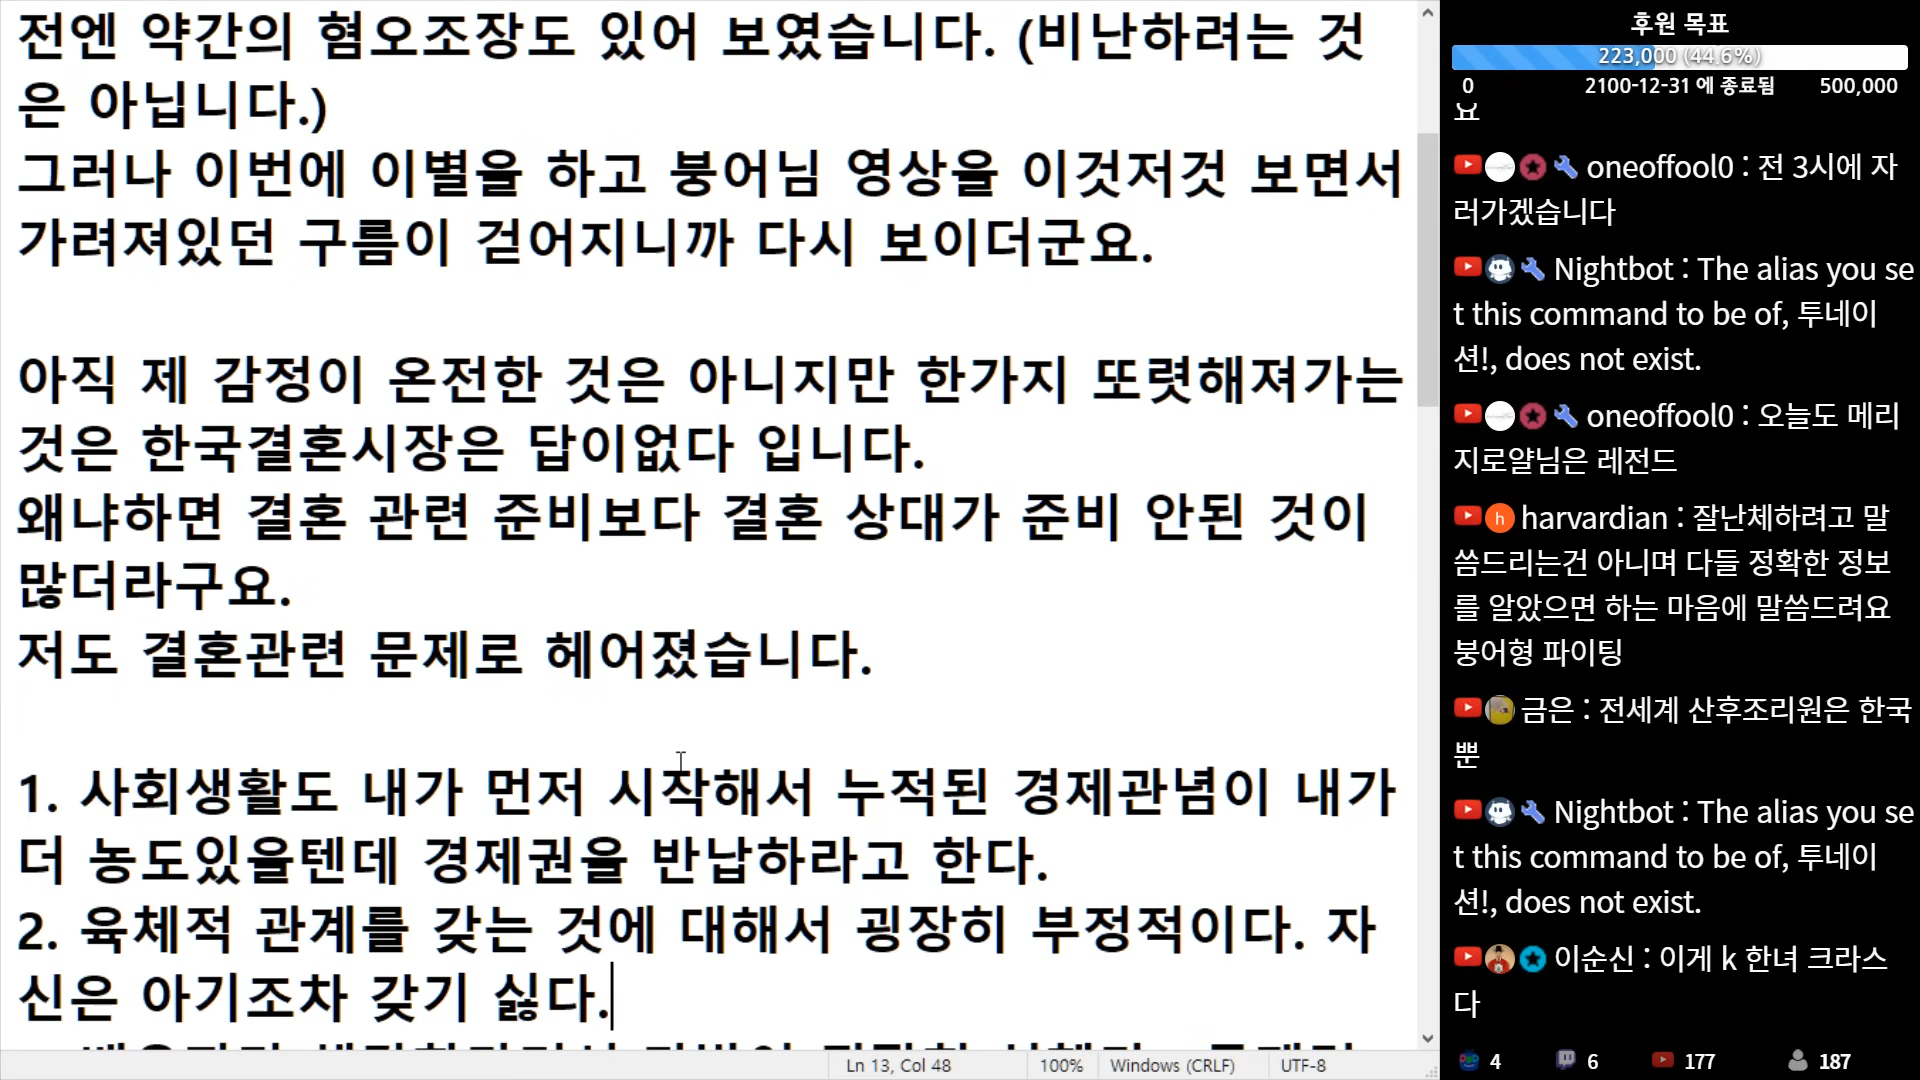 전엔 약간의 혐오조장도 있어 보였습니다. (비난하려는 것
은 아닙니다.)
그러나 이번에 이별을 하고 붕어님 영상을 이것저것 보면서
가려져있던 구름이 걷어지니까 다시 보이더군요.
아직 제 감정이 온전한 것은 아니지만 한가지 또렷해져가는
것은 한국결혼시장은 답이없다 입니다.
왜냐하면 결혼 관련 준비보다 결혼 상대가 준비 안된 것이
많더라구요.
저도 결혼관련 문제로 헤어졌습니다.
1. 사회생활도 내가 먼저 시작해서 누적된 경제관념이 내가
더 농도있을텐데 경제권을 반납하라고 한다.
2. 육체적 관계를 갖는 것에 대해서 굉장히 부정적이다. 자
신은 아기조차 갖기 싫다.
Ln 13, Col 48
100%
Windows (CRLF)
UTF-8
후원 목표
223,000 (44.6%)
0
2100-12-31 에 종료됨
500,000
요
oneoffool0 : 전 3시에 자
러가겠습니다
Nightbot : The alias you se
t this command to be of, 투네이
션!, does not exist.
oneoffool0 : 오늘도 메리
지로얄님은 레전드
harvardian : 잘난체하려고 말
씀드리는건 아니며 다들 정확한 정보
를 알았으면 하는 마음에 말씀드려요
붕어형 파이팅
금은 : 전세계 산후조리원은 한국
뿐
Nightbot : The alias you se
t this command to be of, 투네이
션!, does not exist.
이순신 : 이게 k 한녀 크라스
다
4
6
177
187